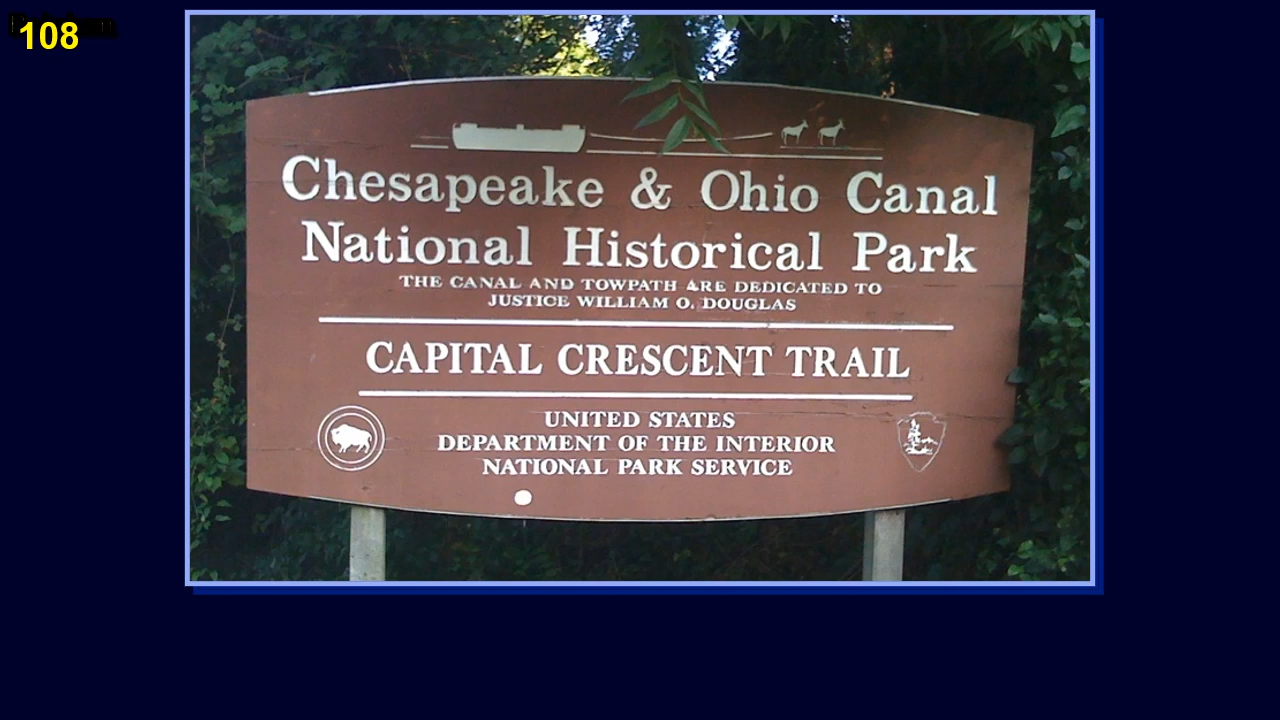 108
Chesapeake & Ohio Canal
National Historical Park
THE CANAL AND TOWPATH ARE DEDICATED TO
JUSTICE WILLIAM O. DOUGLAS
CAPITAL CRESCENT TRAIL
UNITED STATES
DEPARTMENT OF THE INTERIOR
NATIONAL PARK SERVICE